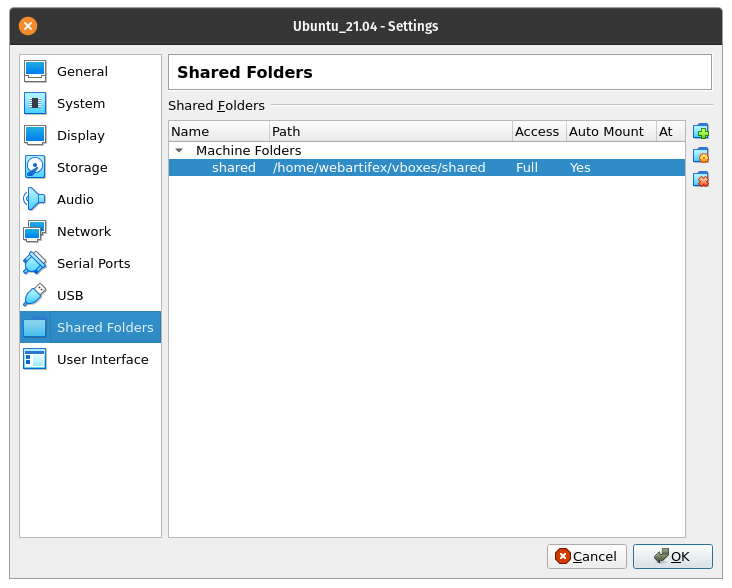 Ubuntu_21.04 - Settings
General
System
Display
Storage
Audio
Network
Serial Ports
USB
Shared Folders
User Interface
Shared Folders
Shared Folders
Name Path Access Auto Mount At
Machine Folders
shared /home/webartifex/vboxes/shared Full Yes
Cancel OK